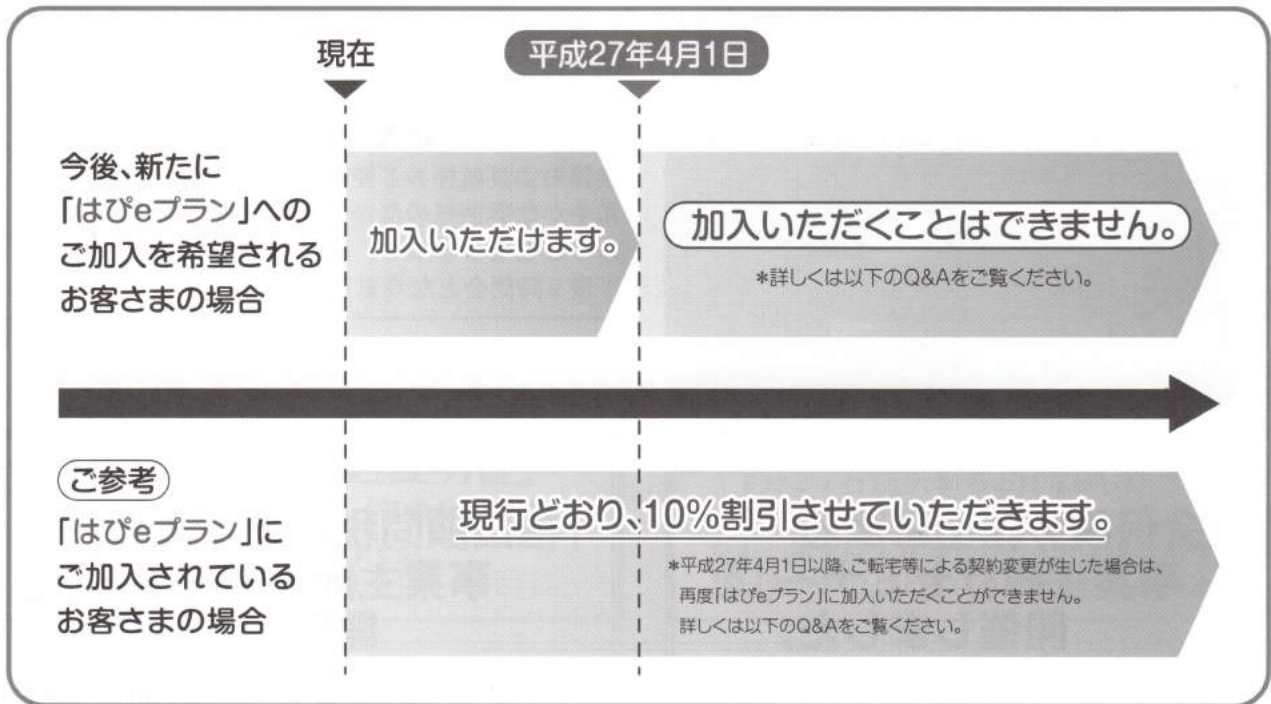 現在
平成27年4月1日
今後、新たに
「はぴeプラン」への
ご加入を希望される
お客さまの場合
加入いただけます。
加入いただくことはできません。
*詳しくは以下のQ&Aをご覧ください。
ご参考
「はぴeプラン」に
ご加入されている
お客さまの場合
現行どおり、10%割引させていただきます。
*平成27年4月1日以降、ご転宅等による契約変更が生じた場合は、
再度「はぴeプラン」に加入いただくことができません。
詳しくは以下のQ&Aをご覧ください。